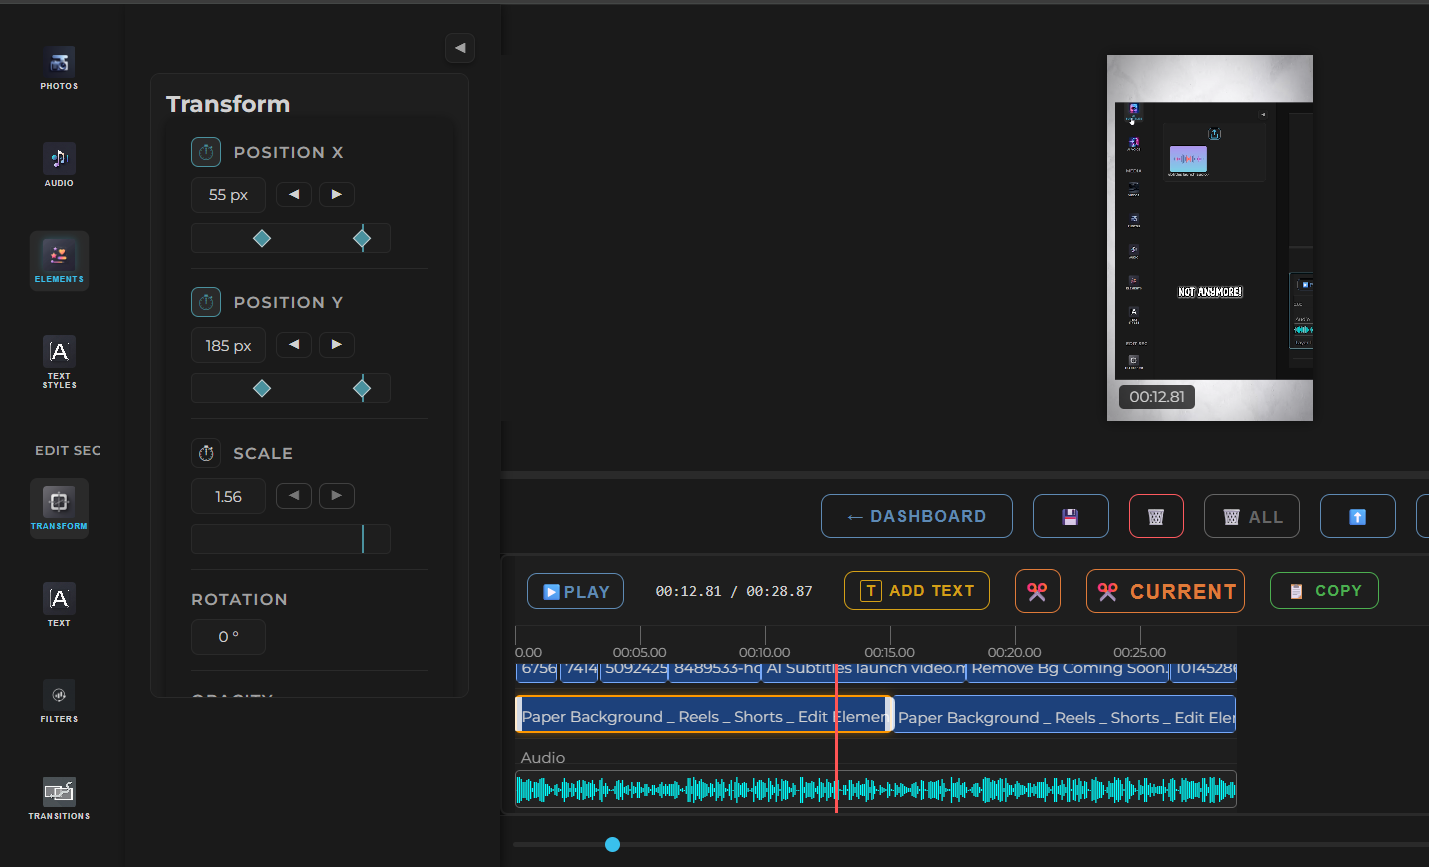 PHOTOS
AUDIO
ELEMENTS
TEXT
STYLES
EDIT SEC
TRANSFORM
TEXT
FILTERS
TRANSITIONS
◀
Transform
POSITION X
55 px ◀ ▶
POSITION Y
185 px ◀ ▶
SCALE
1.56 ◀ ▶
ROTATION
0 °
OPACITY
NOT ANYMORE!
00:12.81
← DASHBOARD
ALL
PLAY
00:12.81 / 00:28.87
T ADD TEXT
CURRENT
COPY
0.00 00:05.00 00:10.00 00:15.00 00:20.00 00:25.00
6756 7414 5092425 8489533-hd AI Subtitles launch video.m Remove Bg Coming Soon. 10145286
Paper Background _ Reels _ Shorts _ Edit Elemen Paper Background _ Reels _ Shorts _ Edit Eler
Audio